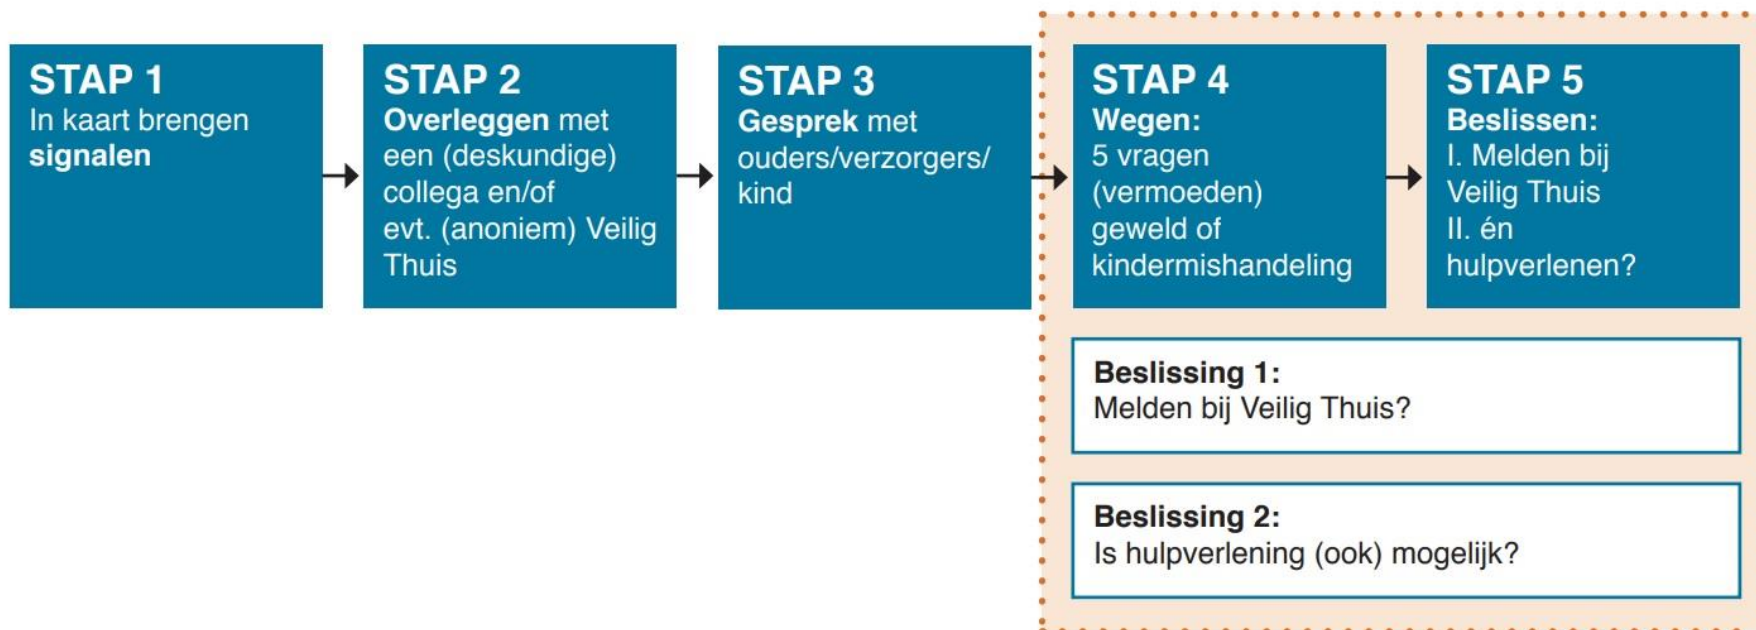 STAP 1
In kaart brengen
signalen
STAP 2
Overleggen met
een (deskundige)
collega en/of
evt. (anoniem) Veilig
Thuis
STAP 3
Gesprek met
ouders/verzorgers/
kind
STAP 4
Wegen:
5 vragen
(vermoeden)
geweld of
kindermishandeling
STAP 5
Beslissen:
I. Melden bij
Veilig Thuis
II. én
hulpverlenen?
Beslissing 1:
Melden bij Veilig Thuis?
Beslissing 2:
Is hulpverlening (ook) mogelijk?